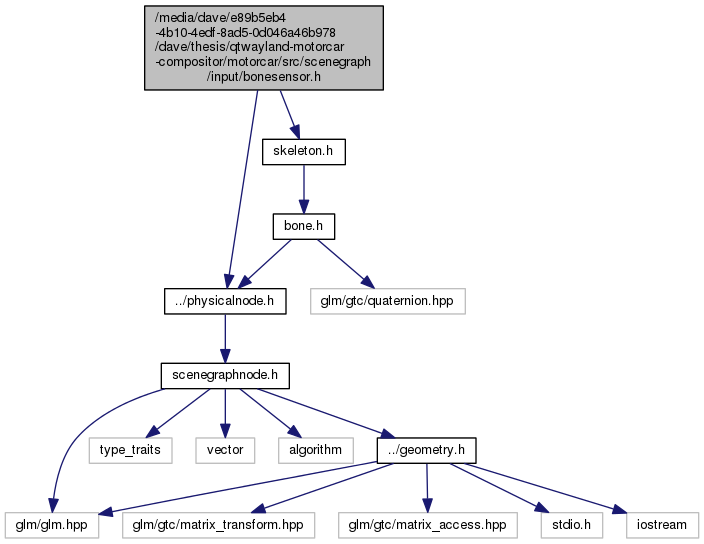 /media/dave/e89b5eb4
-4b10-4edf-8ad5-0d046a46b978
/dave/thesis/qtwayland-motorcar
-compositor/motorcar/src/scenegraph
/input/bonesensor.h
skeleton.h
bone.h
../physicalnode.h
glm/gtc/quaternion.hpp
scenegraphnode.h
type_traits
vector
algorithm
../geometry.h
glm/glm.hpp
glm/gtc/matrix_transform.hpp
glm/gtc/matrix_access.hpp
stdio.h
iostream